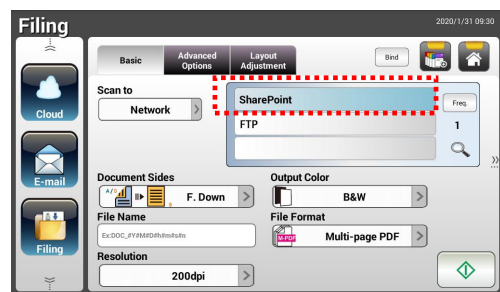 Filing
2020/1/31 09:30
Basic
Advanced
Options
Layout
Adjustment
Bind
Cloud
E-mail
Filing
Scan to
Network
SharePoint
FTP
Freq.
1
Document Sides
F. Down
Output Color
B&W
File Name
Ex:DOC_#Y#M#D#h#m#s#n
File Format
M-PDF
Multi-page PDF
Resolution
200dpi